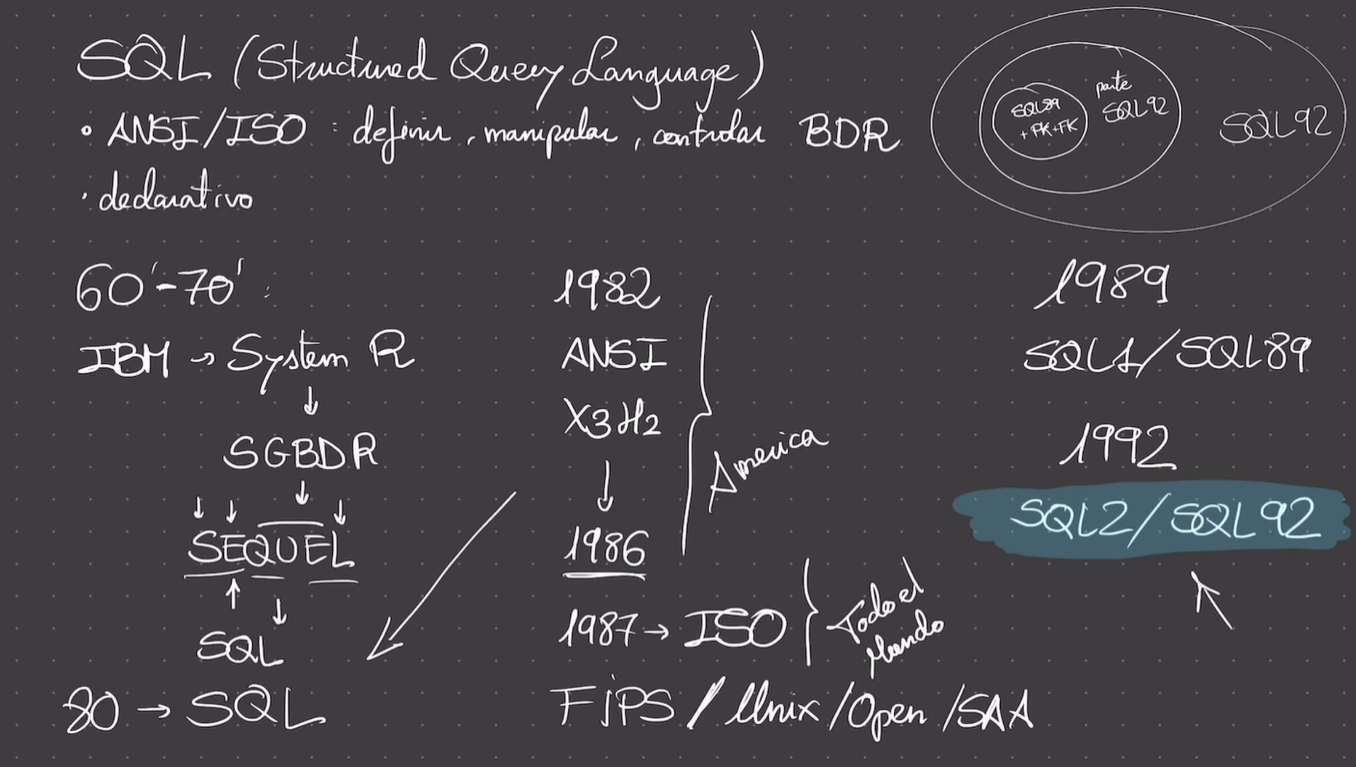 SQL (Structured Query Language)
• ANSI/ISO : definir, manipular, controlar BDR
• declarativo
SQL89
+ PK+FK
parte
SQL92
SQL92
60'-70' :
IBM → System R
↓
SGBDR
↓ ↓ ↓ ↓
SEQUEL
↑ ↓
SQL
80 → SQL
1982
ANSI
X3H2
↓
1986
America
1987 → ISO
Todo el
Mundo
FiPS / Unix / Open / SAA
1989
SQL1/SQL89
1992
SQL2/SQL92